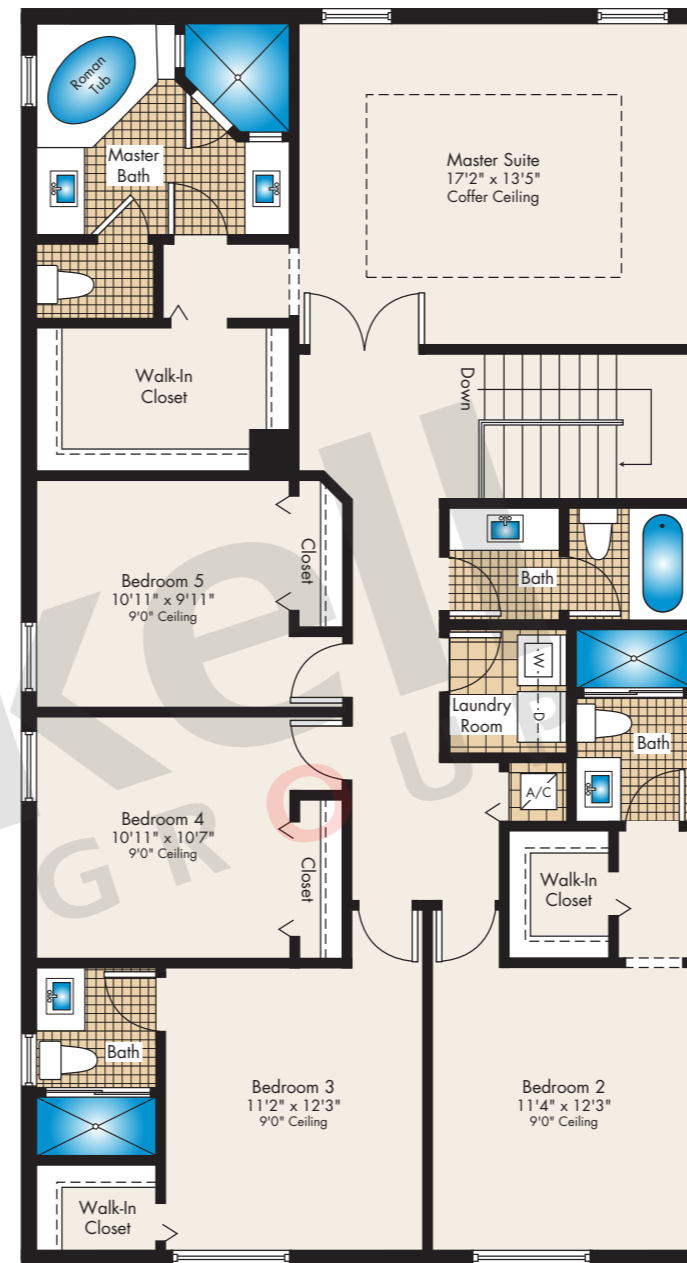 Roman
Tub
Master
Bath
Master Suite
17'2" x 13'5"
Coffer Ceiling
Walk-In
Closet
Down
Bedroom 5
10'11" x 9'11"
9'0" Ceiling
Closet
Bath
Laundry
Room
W
D
Bath
A/C
Bedroom 4
10'11" x 10'7"
9'0" Ceiling
Closet
Walk-In
Closet
Bath
Bedroom 3
11'2" x 12'3"
9'0" Ceiling
Bedroom 2
11'4" x 12'3"
9'0" Ceiling
Walk-In
Closet
kell
GROUP